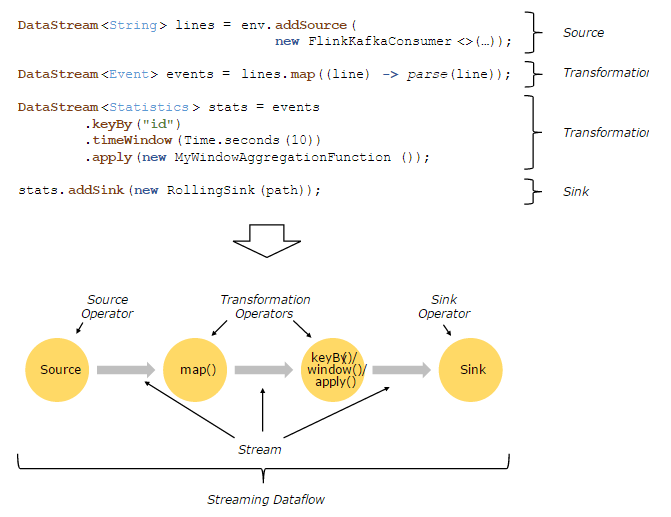 DataStream<String> lines = env.addSource(
new FlinkKafkaConsumer<>(…));
Source
DataStream<Event> events = lines.map((line) -> parse(line));
Transformation
DataStream<Statistics> stats = events
.keyBy("id")
.timeWindow(Time.seconds(10))
.apply(new MyWindowAggregationFunction());
Transformation
stats.addSink(new RollingSink(path));
Sink
Source
Operator
Transformation
Operators
Sink
Operator
Source
map()
keyBy()/
window()/
apply()
Sink
Stream
Streaming Dataflow